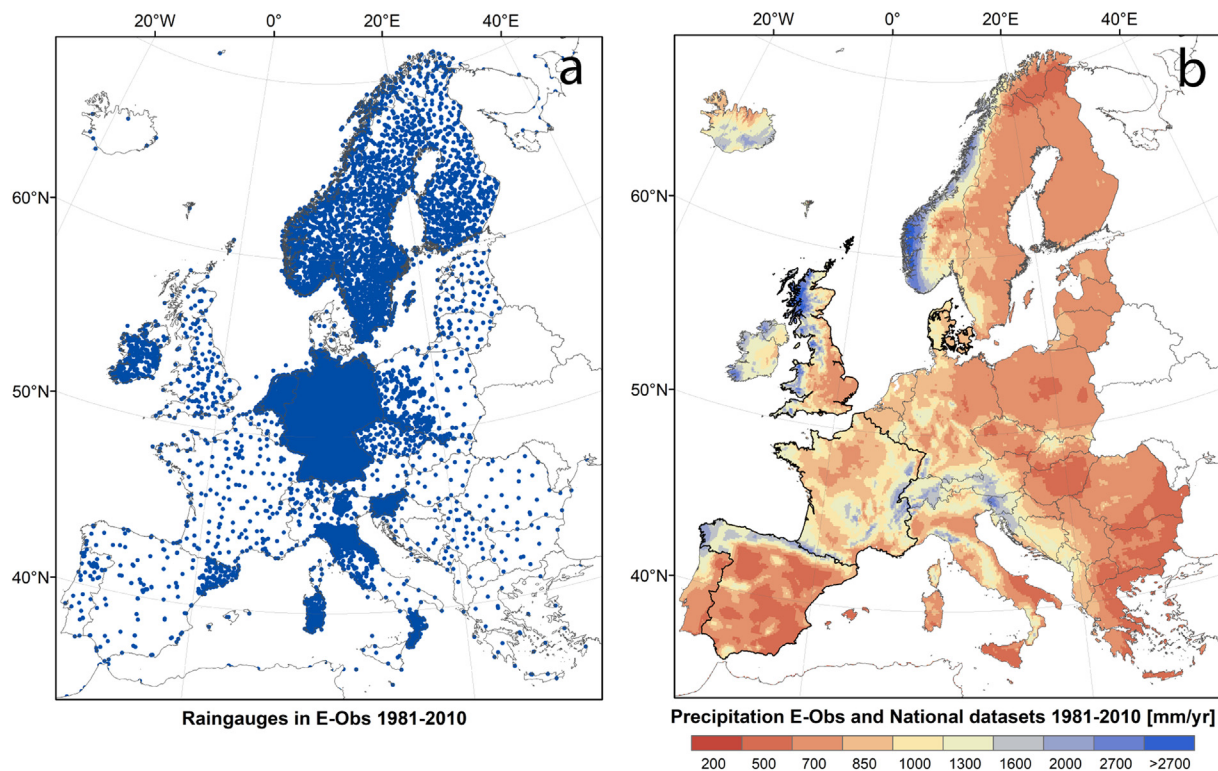 20°W 0° 20°E 40°E
a
60°N
50°N
40°N
Raingauges in E-Obs 1981-2010
20°W 0° 20°E 40°E
b
60°N
50°N
40°N
Precipitation E-Obs and National datasets 1981-2010 [mm/yr]
200 500 700 850 1000 1300 1600 2000 2700 >2700